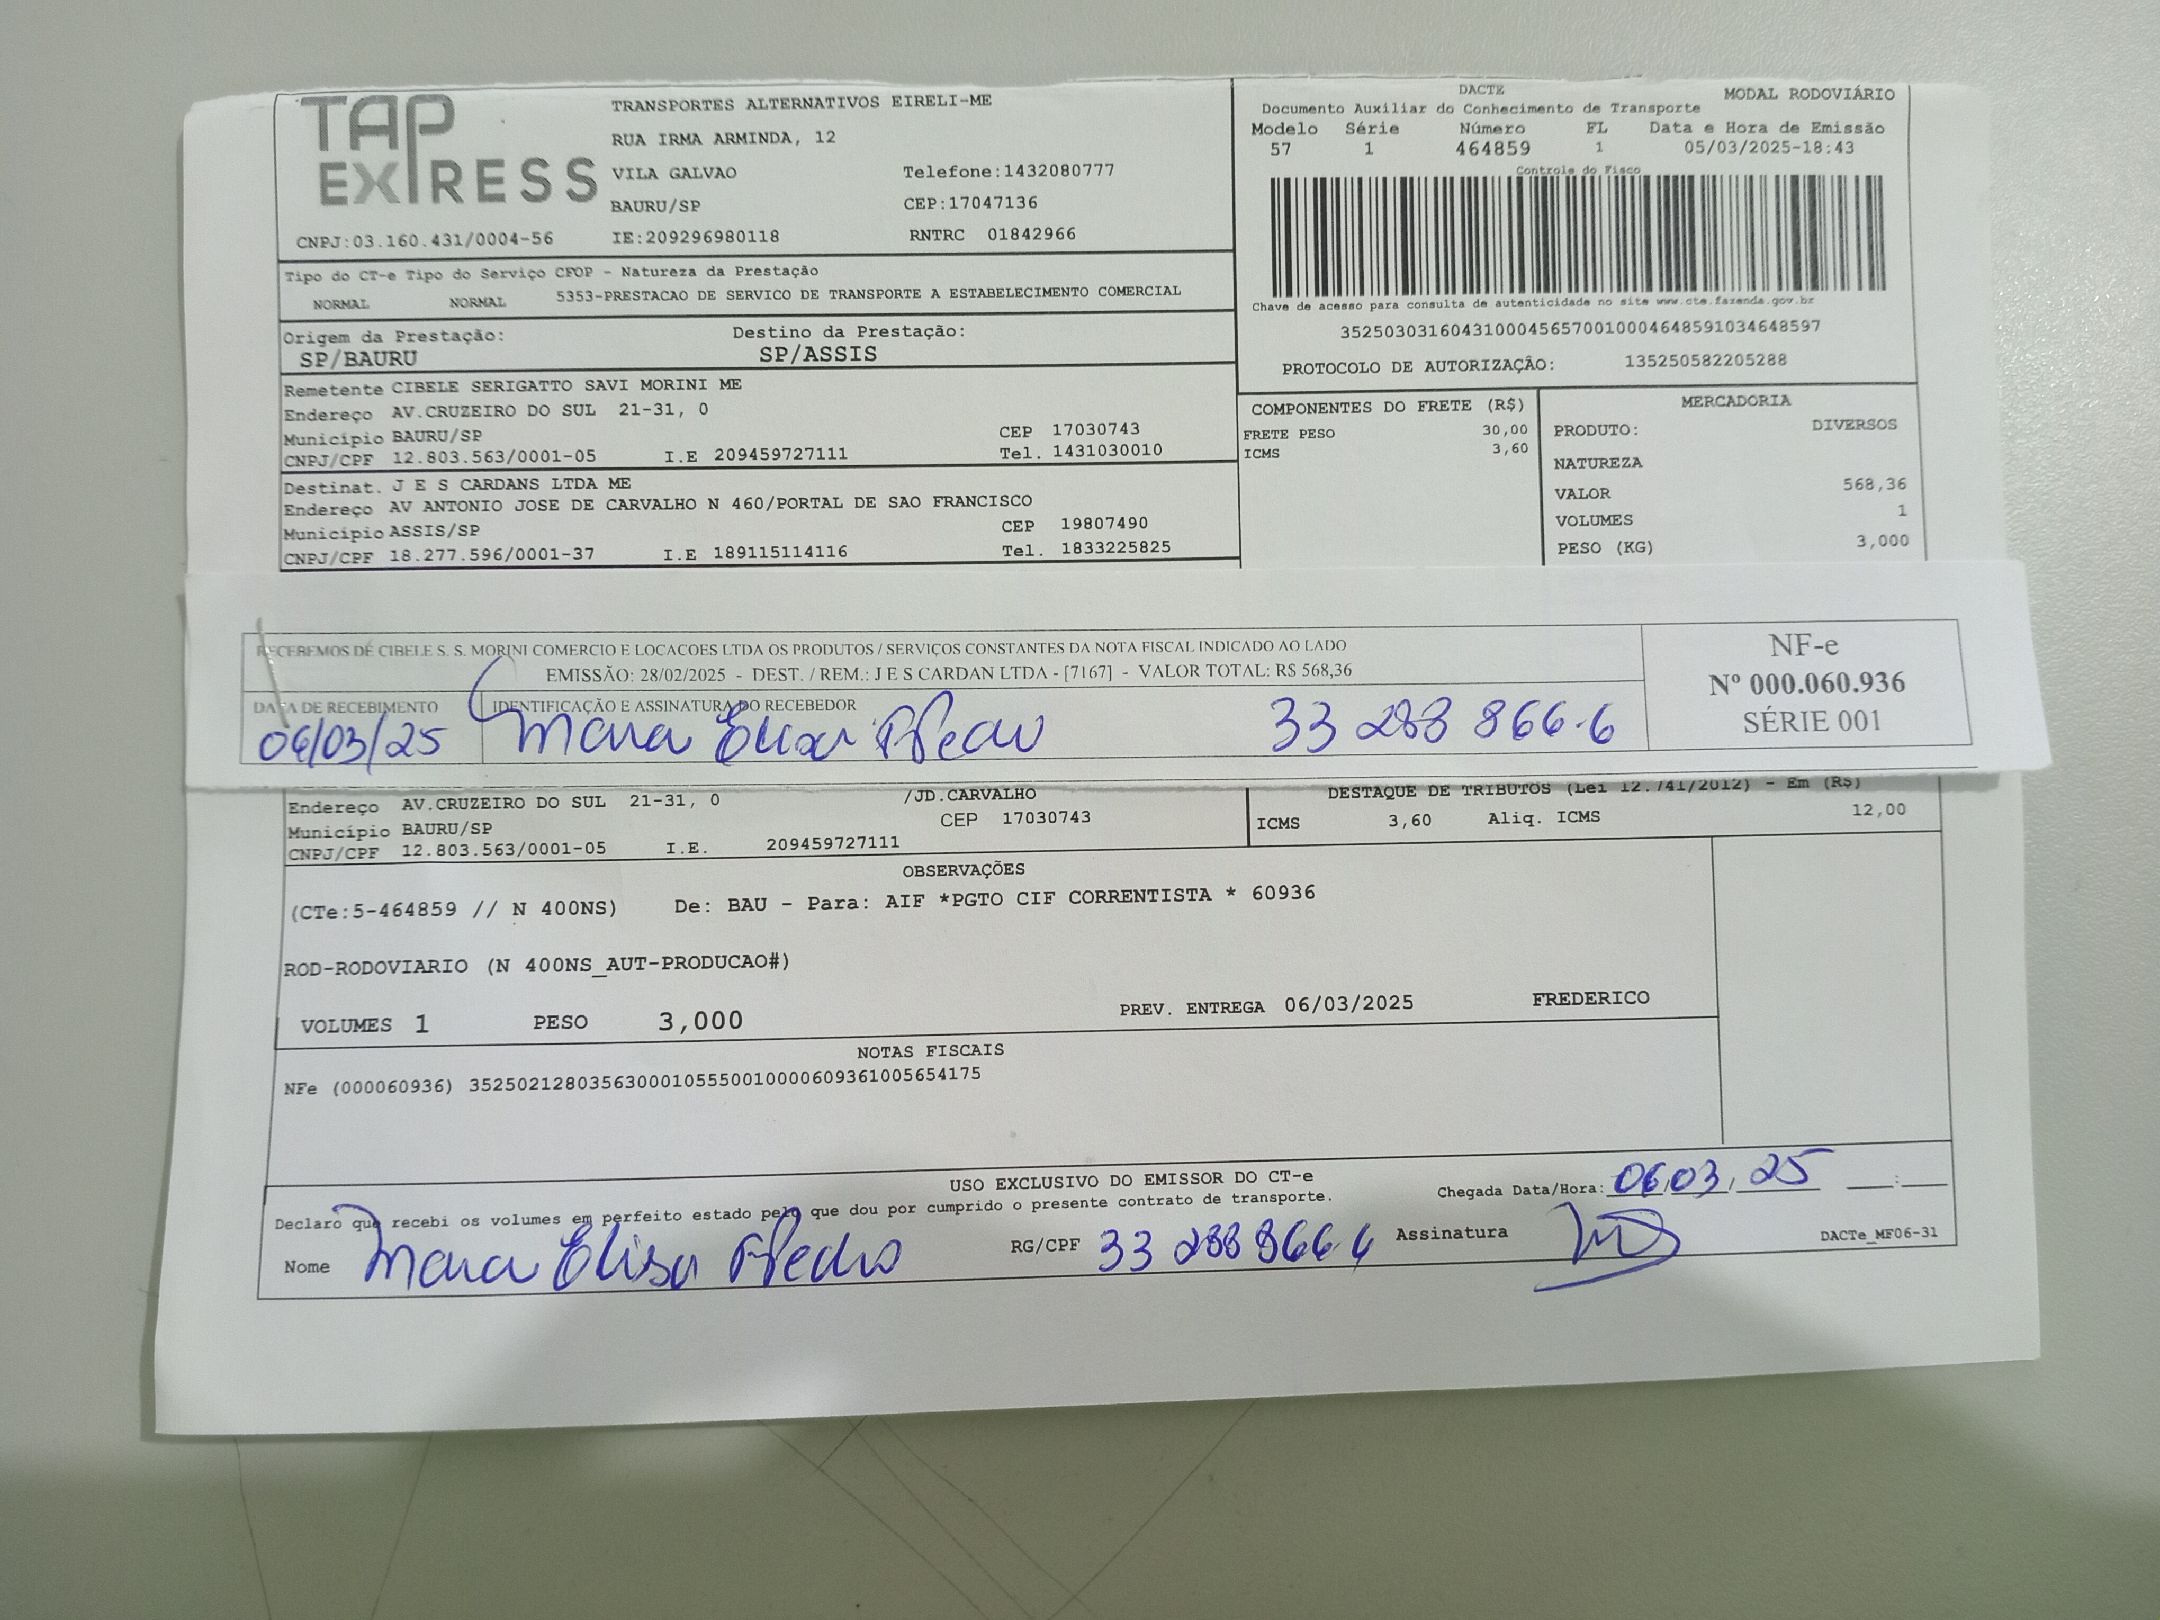 TAP EXPRESS
TRANSPORTES ALTERNATIVOS EIRELI-ME
RUA IRMA ARMINDA, 12
VILA GALVAO Telefone:1432080777
BAURU/SP CEP:17047136
CNPJ:03.160.431/0004-56 IE:209296980118 RNTRC 01842966
DACTE MODAL RODOVIÁRIO
Documento Auxiliar do Conhecimento de Transporte
Modelo Série Número FL Data e Hora de Emissão
57 1 464859 1 05/03/2025-18:43
Controle do Fisco
Chave de acesso para consulta de autenticidade no site www.cte.fazenda.gov.br
35250303160431000456570010004648591034648597
PROTOCOLO DE AUTORIZAÇÃO: 135250582205288
Tipo do CT-e Tipo do Serviço CFOP - Natureza da Prestação
NORMAL NORMAL 5353-PRESTACAO DE SERVICO DE TRANSPORTE A ESTABELECIMENTO COMERCIAL
Origem da Prestação: Destino da Prestação:
SP/BAURU SP/ASSIS
Remetente CIBELE SERIGATTO SAVI MORINI ME
Endereço AV.CRUZEIRO DO SUL 21-31, 0
Município BAURU/SP CEP 17030743
CNPJ/CPF 12.803.563/0001-05 I.E 209459727111 Tel. 1431030010
Destinat. J E S CARDANS LTDA ME
Endereço AV ANTONIO JOSE DE CARVALHO N 460/PORTAL DE SAO FRANCISCO
Município ASSIS/SP CEP 19807490
CNPJ/CPF 18.277.596/0001-37 I.E 189115114116 Tel. 1833225825
COMPONENTES DO FRETE (R$)
FRETE PESO 30,00
ICMS 3,60
MERCADORIA
PRODUTO: DIVERSOS
NATUREZA
VALOR 568,36
VOLUMES 1
PESO (KG) 3,000
RECEBEMOS DE CIBELE S. S. MORINI COMERCIO E LOCACOES LTDA OS PRODUTOS / SERVIÇOS CONSTANTES DA NOTA FISCAL INDICADO AO LADO
EMISSÃO: 28/02/2025 - DEST. / REM.: J E S CARDAN LTDA - [7167] - VALOR TOTAL: R$ 568,36
DATA DE RECEBIMENTO IDENTIFICAÇÃO E ASSINATURA DO RECEBEDOR
06/03/25 Mara Elisa 33 288 866-6
NF-e
Nº 000.060.936
SÉRIE 001
Endereço AV.CRUZEIRO DO SUL 21-31, 0 /JD.CARVALHO
Município BAURU/SP CEP 17030743
CNPJ/CPF 12.803.563/0001-05 I.E. 209459727111
DESTAQUE DE TRIBUTOS (Lei 12.741/2012) - Em (R$)
ICMS 3,60 Aliq. ICMS 12,00
OBSERVAÇÕES
(CTe:5-464859 // N 400NS) De: BAU - Para: AIF *PGTO CIF CORRENTISTA * 60936
ROD-RODOVIARIO (N 400NS_AUT-PRODUCAO#)
VOLUMES 1 PESO 3,000 PREV. ENTREGA 06/03/2025 FREDERICO
NOTAS FISCAIS
NFe (000060936) 35250212803563000105550010000609361005654175
USO EXCLUSIVO DO EMISSOR DO CT-e
Declaro que recebi os volumes em perfeito estado pelo que dou por cumprido o presente contrato de transporte. Chegada Data/Hora: 06,03,25 :
Nome Mara Elisa RG/CPF 33 288 866 6 Assinatura DACTe_MF06-31